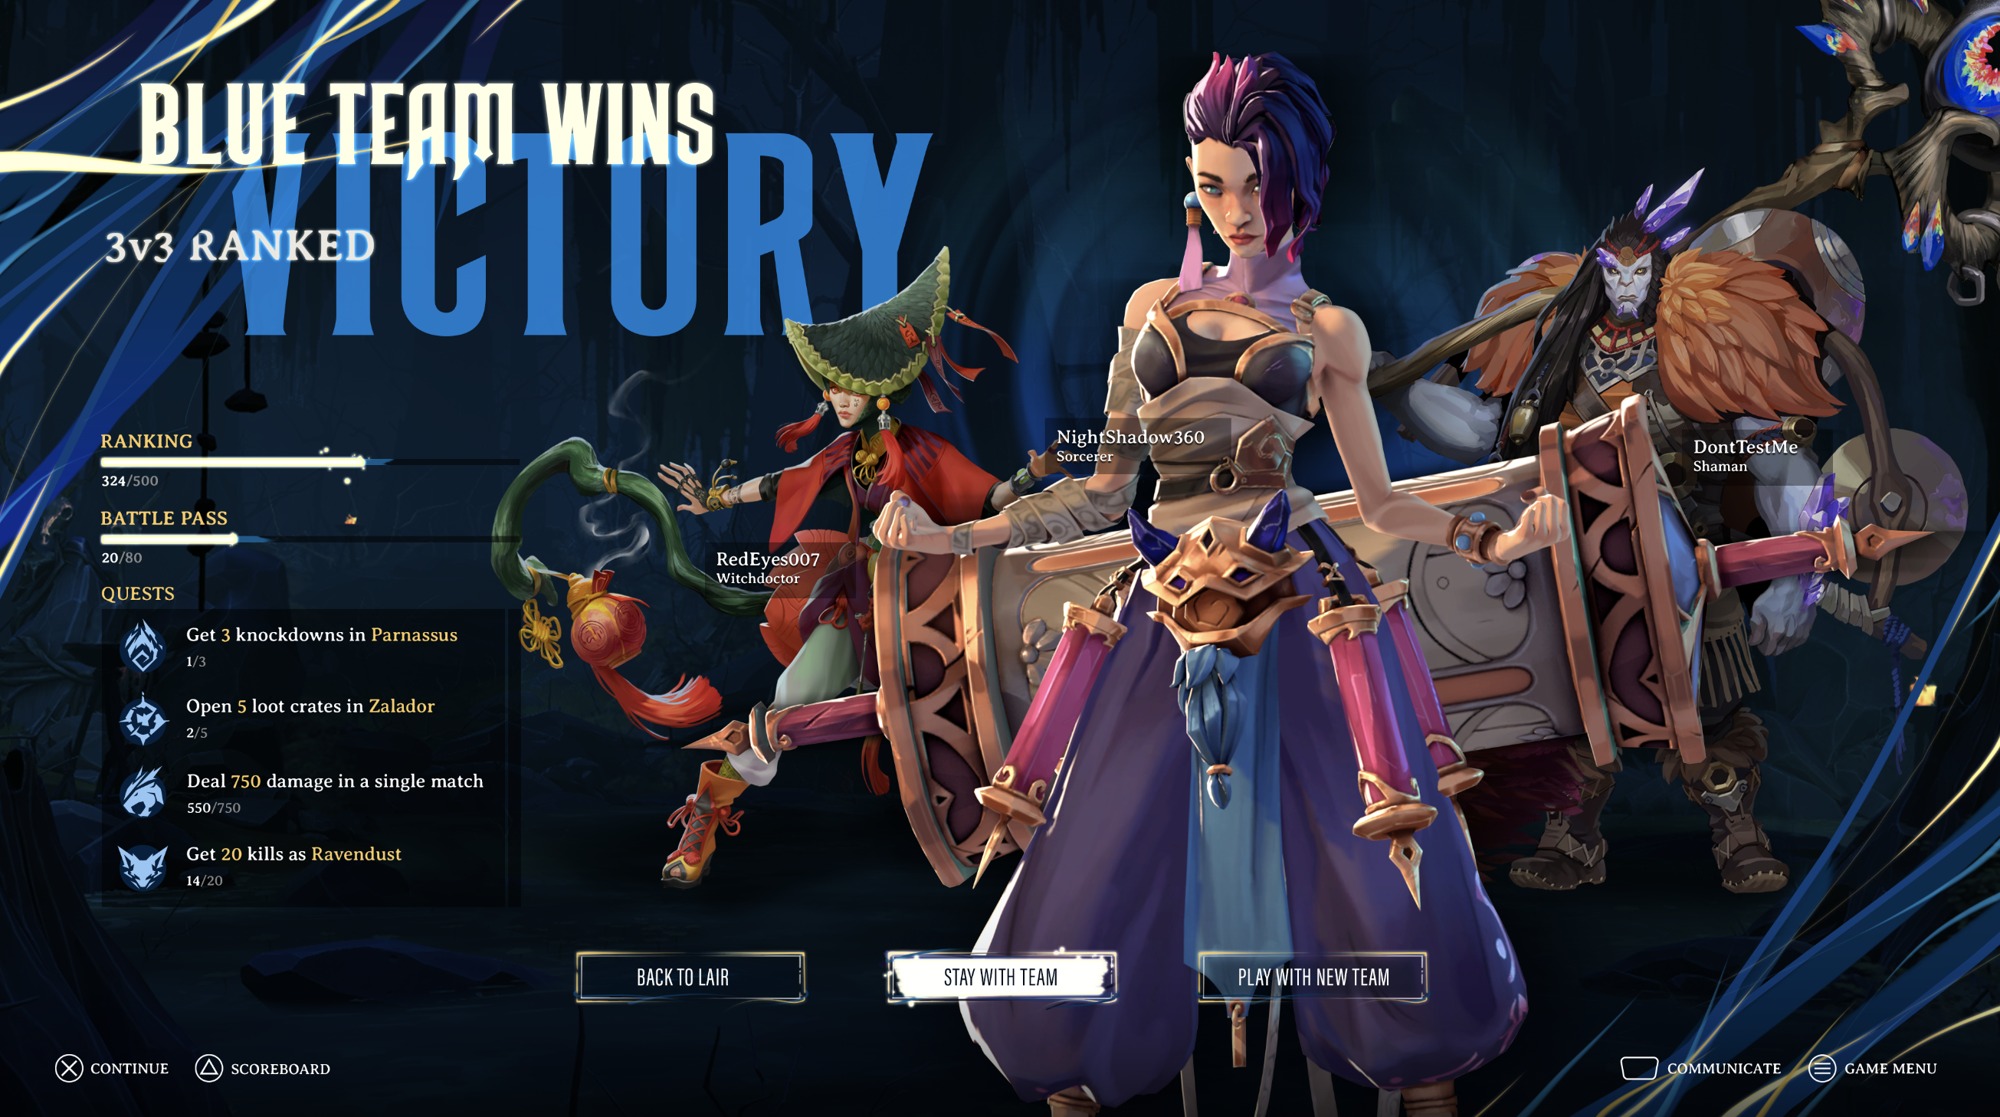 BLUE TEAM WINS
VICTORY
3v3 RANKED
RANKING
324/500
BATTLE PASS
20/80
QUESTS
Get 3 knockdowns in Parnassus
1/3
Open 5 loot crates in Zalador
2/5
Deal 750 damage in a single match
550/750
Get 20 kills as Ravendust
14/20
RedEyes007
Witchdoctor
NightShadow360
Sorcerer
DontTestMe
Shaman
BACK TO LAIR
STAY WITH TEAM
PLAY WITH NEW TEAM
CONTINUE
SCOREBOARD
COMMUNICATE
GAME MENU